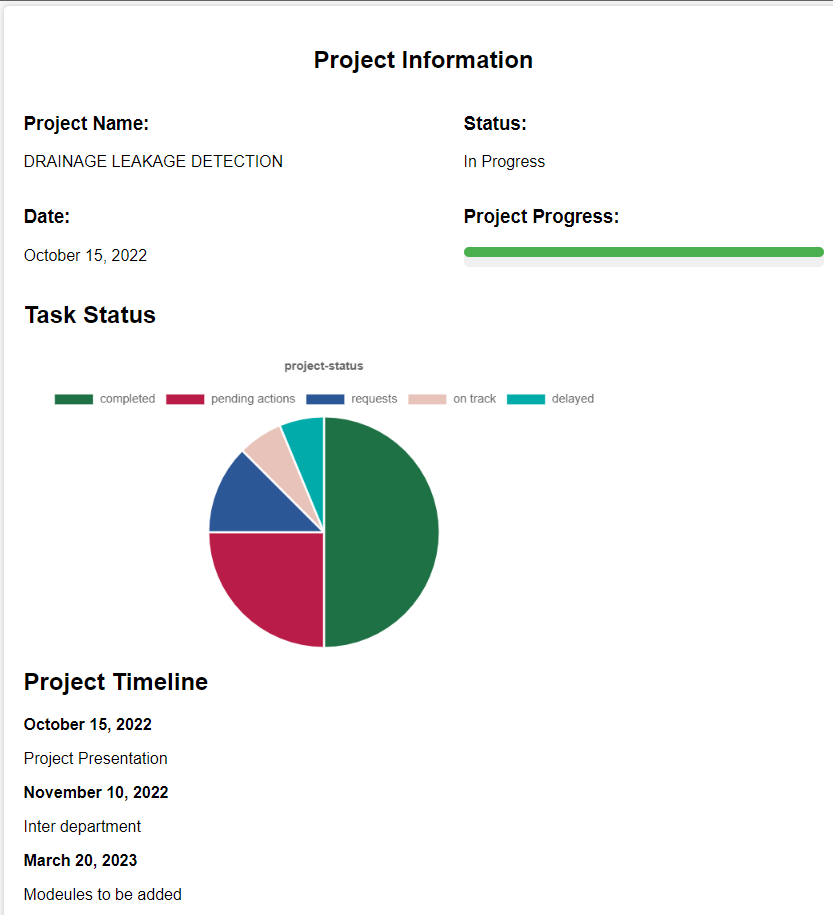 Project Information
Project Name:
DRAINAGE LEAKAGE DETECTION
Status:
In Progress
Date:
October 15, 2022
Project Progress:
Task Status
project-status
completed pending actions requests on track delayed
Project Timeline
October 15, 2022
Project Presentation
November 10, 2022
Inter department
March 20, 2023
Modeules to be added